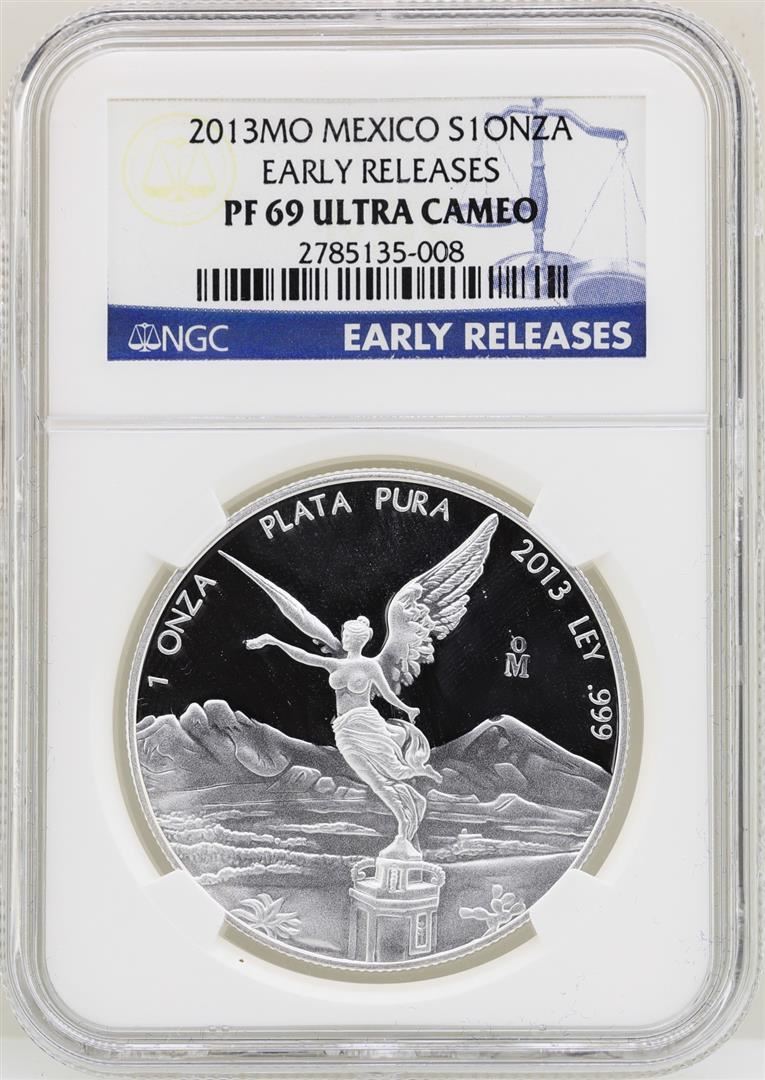 2013MO MEXICO S1ONZA
EARLY RELEASES
PF 69 ULTRA CAMEO
2785135-008
NGC
EARLY RELEASES
1 ONZA PLATA PURA 2013 LEY .999
oM